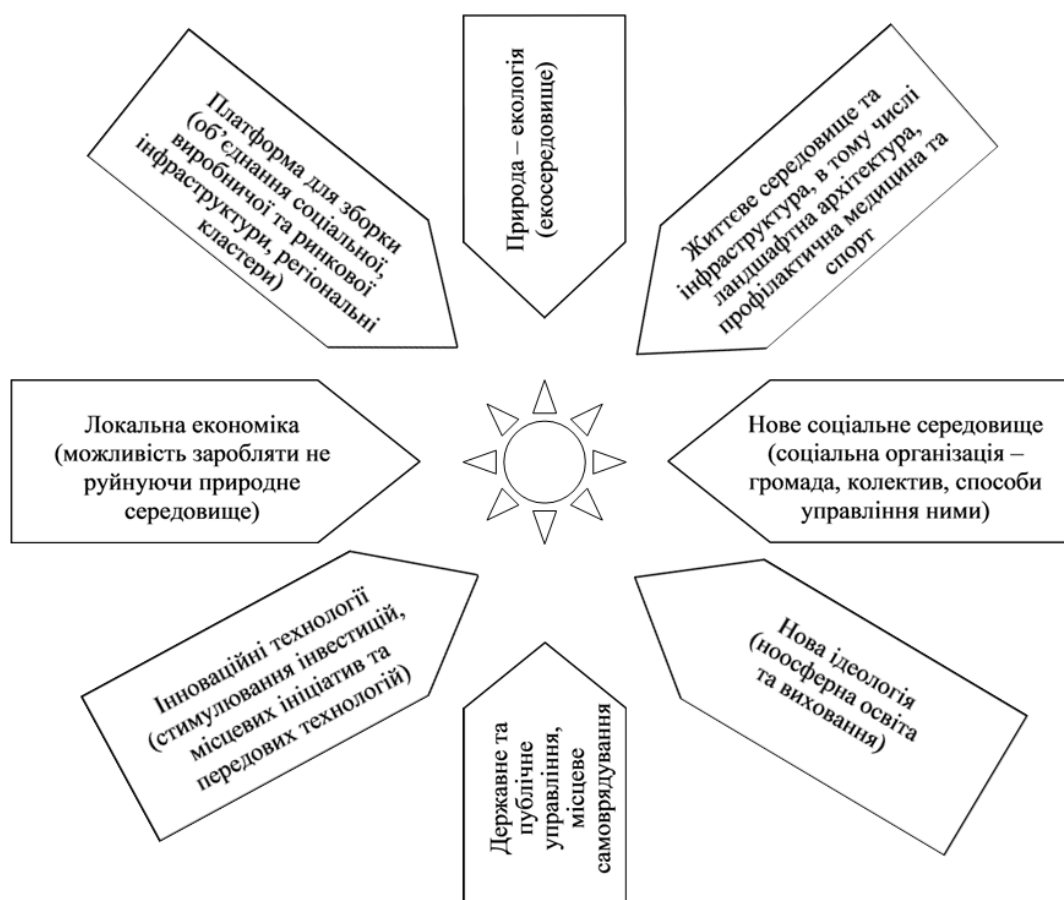 Платформа для зборки
(об’єднання соціальної,
виробничої та ринкової
інфраструктури, регіональні
кластери)
Природа – екологія
(екосередовище)
Життєве середовище та
інфраструктура, в тому числі
ландшафтна архітектура,
профілактична медицина та
спорт
Локальна економіка
(можливість заробляти не
руйнуючи природне
середовище)
Нове соціальне середовище
(соціальна організація –
громада, колектив, способи
управління ними)
Інноваційні технології
(стимулювання інвестицій,
місцевих ініціатив та
передових технологій)
Державне та
публічне
управління,
місцеве
самоврядування
Нова ідеологія
(ноосферна освіта
та виховання)